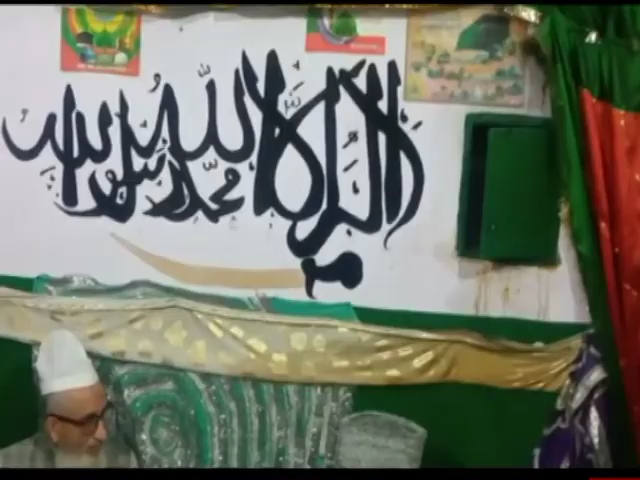 لا اله الا الله محمد رسول الله